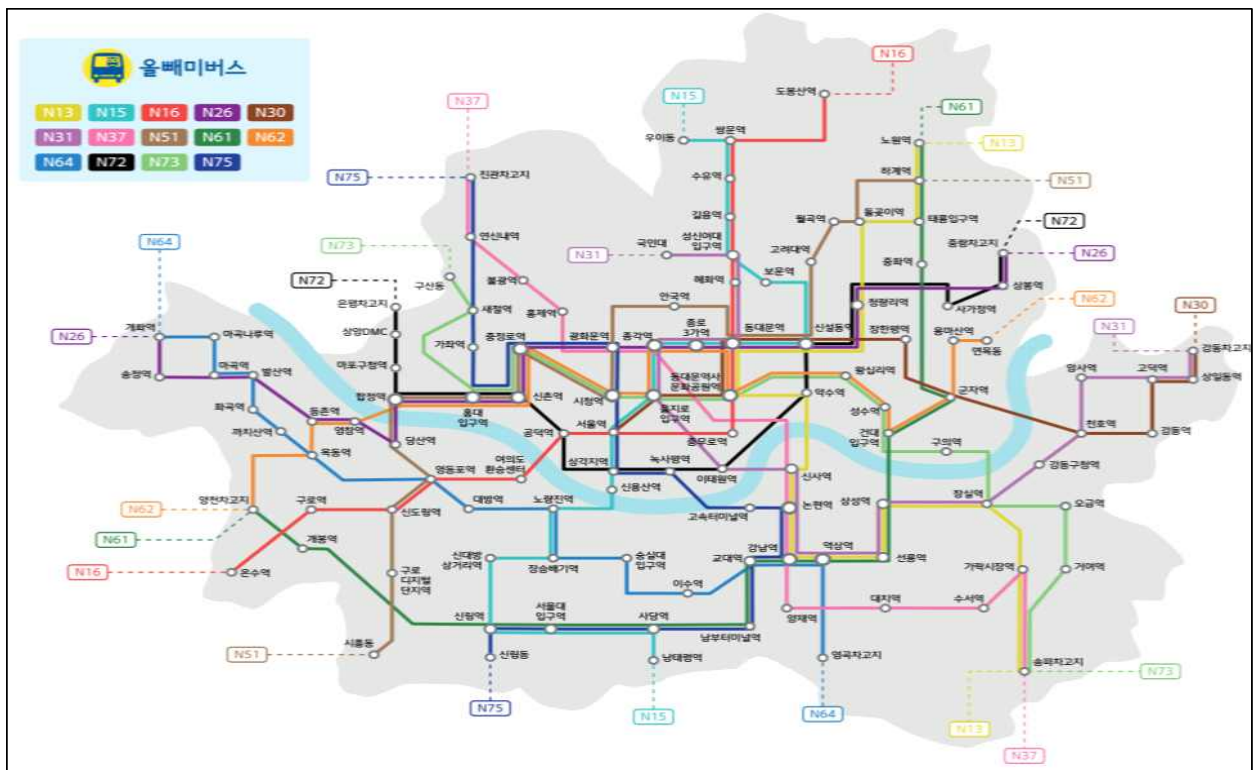 올빼미버스
N13 N15 N16 N26 N30
N31 N37 N51 N61 N62
N64 N72 N73 N75
N16
도봉산역
N37
N15
N61
우이동
쌍문역
노원역
N13
N75
진관차고지
수유역
하계역
N51
길음역
월곡역
돌곶이역
태릉입구역
N72
N64
N73
연신내역
국민대
성신여대
입구역
고려대역
중랑차고지
N31
보문역
N26
N72
구산동
불광역
혜화역
중화역
은평차고지
안국역
청량리역
상봉역
N62
N30
개화역
마곡나루역
새절역
홍제역
사가정역
N26
상암DMC
충정로역
광화문역
종각역
종로
3가역
동대문역
신설동역
장한평역
용마산역
면목동
N31
강동차고지
송정역
마곡역
발산역
마포구청역
가좌역
왕십리역
암사역
고덕역
상일동역
화곡역
등촌역
합정역
신촌역
시청역
동대문역사
문화공원역
약수역
군자역
까치산역
염창역
홍대
입구역
을지로
입구역
성수역
당산역
공덕역
서울역
충무로역
건대
입구역
천호역
강동역
목동역
구의역
여의도
환승센터
삼각지역
녹사평역
이태원역
신사역
강동구청역
영등포역
신용산역
양천차고지
구로역
대방역
노량진역
고속터미널역
논현역
삼성역
잠실역
오금역
N62
신도림역
N61
개봉역
신대방
삼거리역
장승배기역
숭실대
입구역
교대역
강남역
역삼역
선릉역
가락시장역
거여역
N16
온수역
구로
디지털
단지역
이수역
신림역
서울대
입구역
사당역
양재역
대치역
수서역
시흥동
남부터미널역
N51
신림동
남태령역
염곡차고지
송파차고지
N73
N75
N15
N64
N13
N37